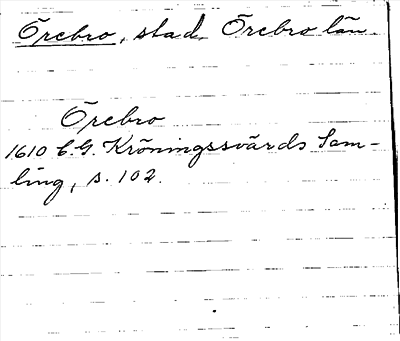 Örebro, stad, Örebro län.
Örebro
1610 C.G. Kröningssvärds Sam-
ling, s. 102.